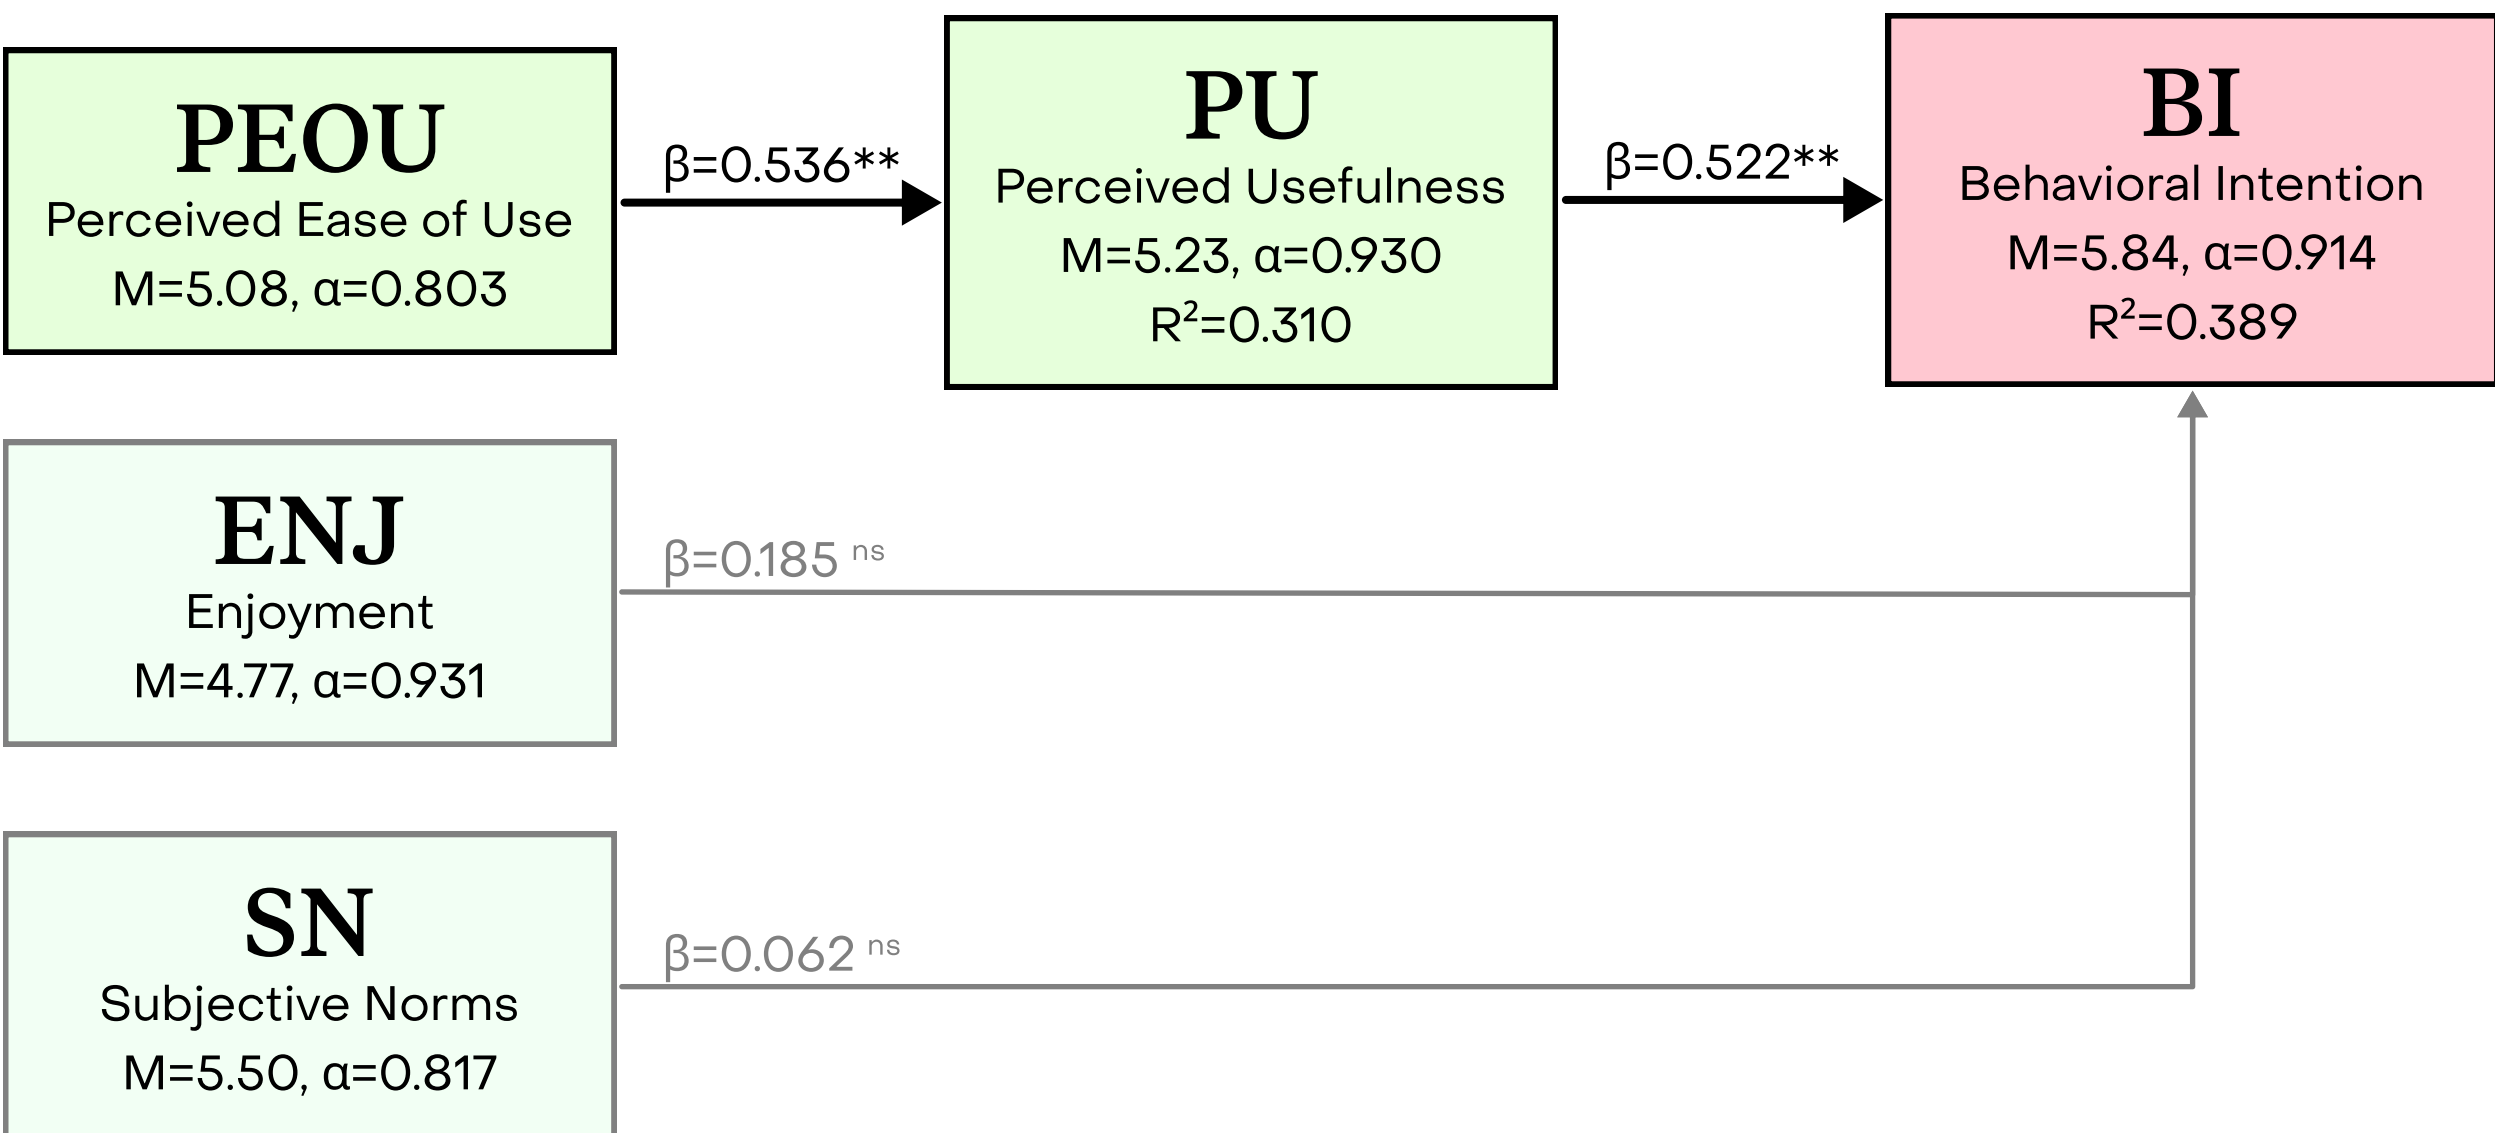 PEOU
Perceived Ease of Use
M=5.08, α=0.803
β=0.536**
PU
Perceived Usefulness
M=5.23, α=0.930
R²=0.310
β=0.522**
BI
Behavioral Intention
M=5.84, α=0.914
R²=0.389
ENJ
Enjoyment
M=4.77, α=0.931
β=0.185 ns
SN
Subjective Norms
M=5.50, α=0.817
β=0.062 ns